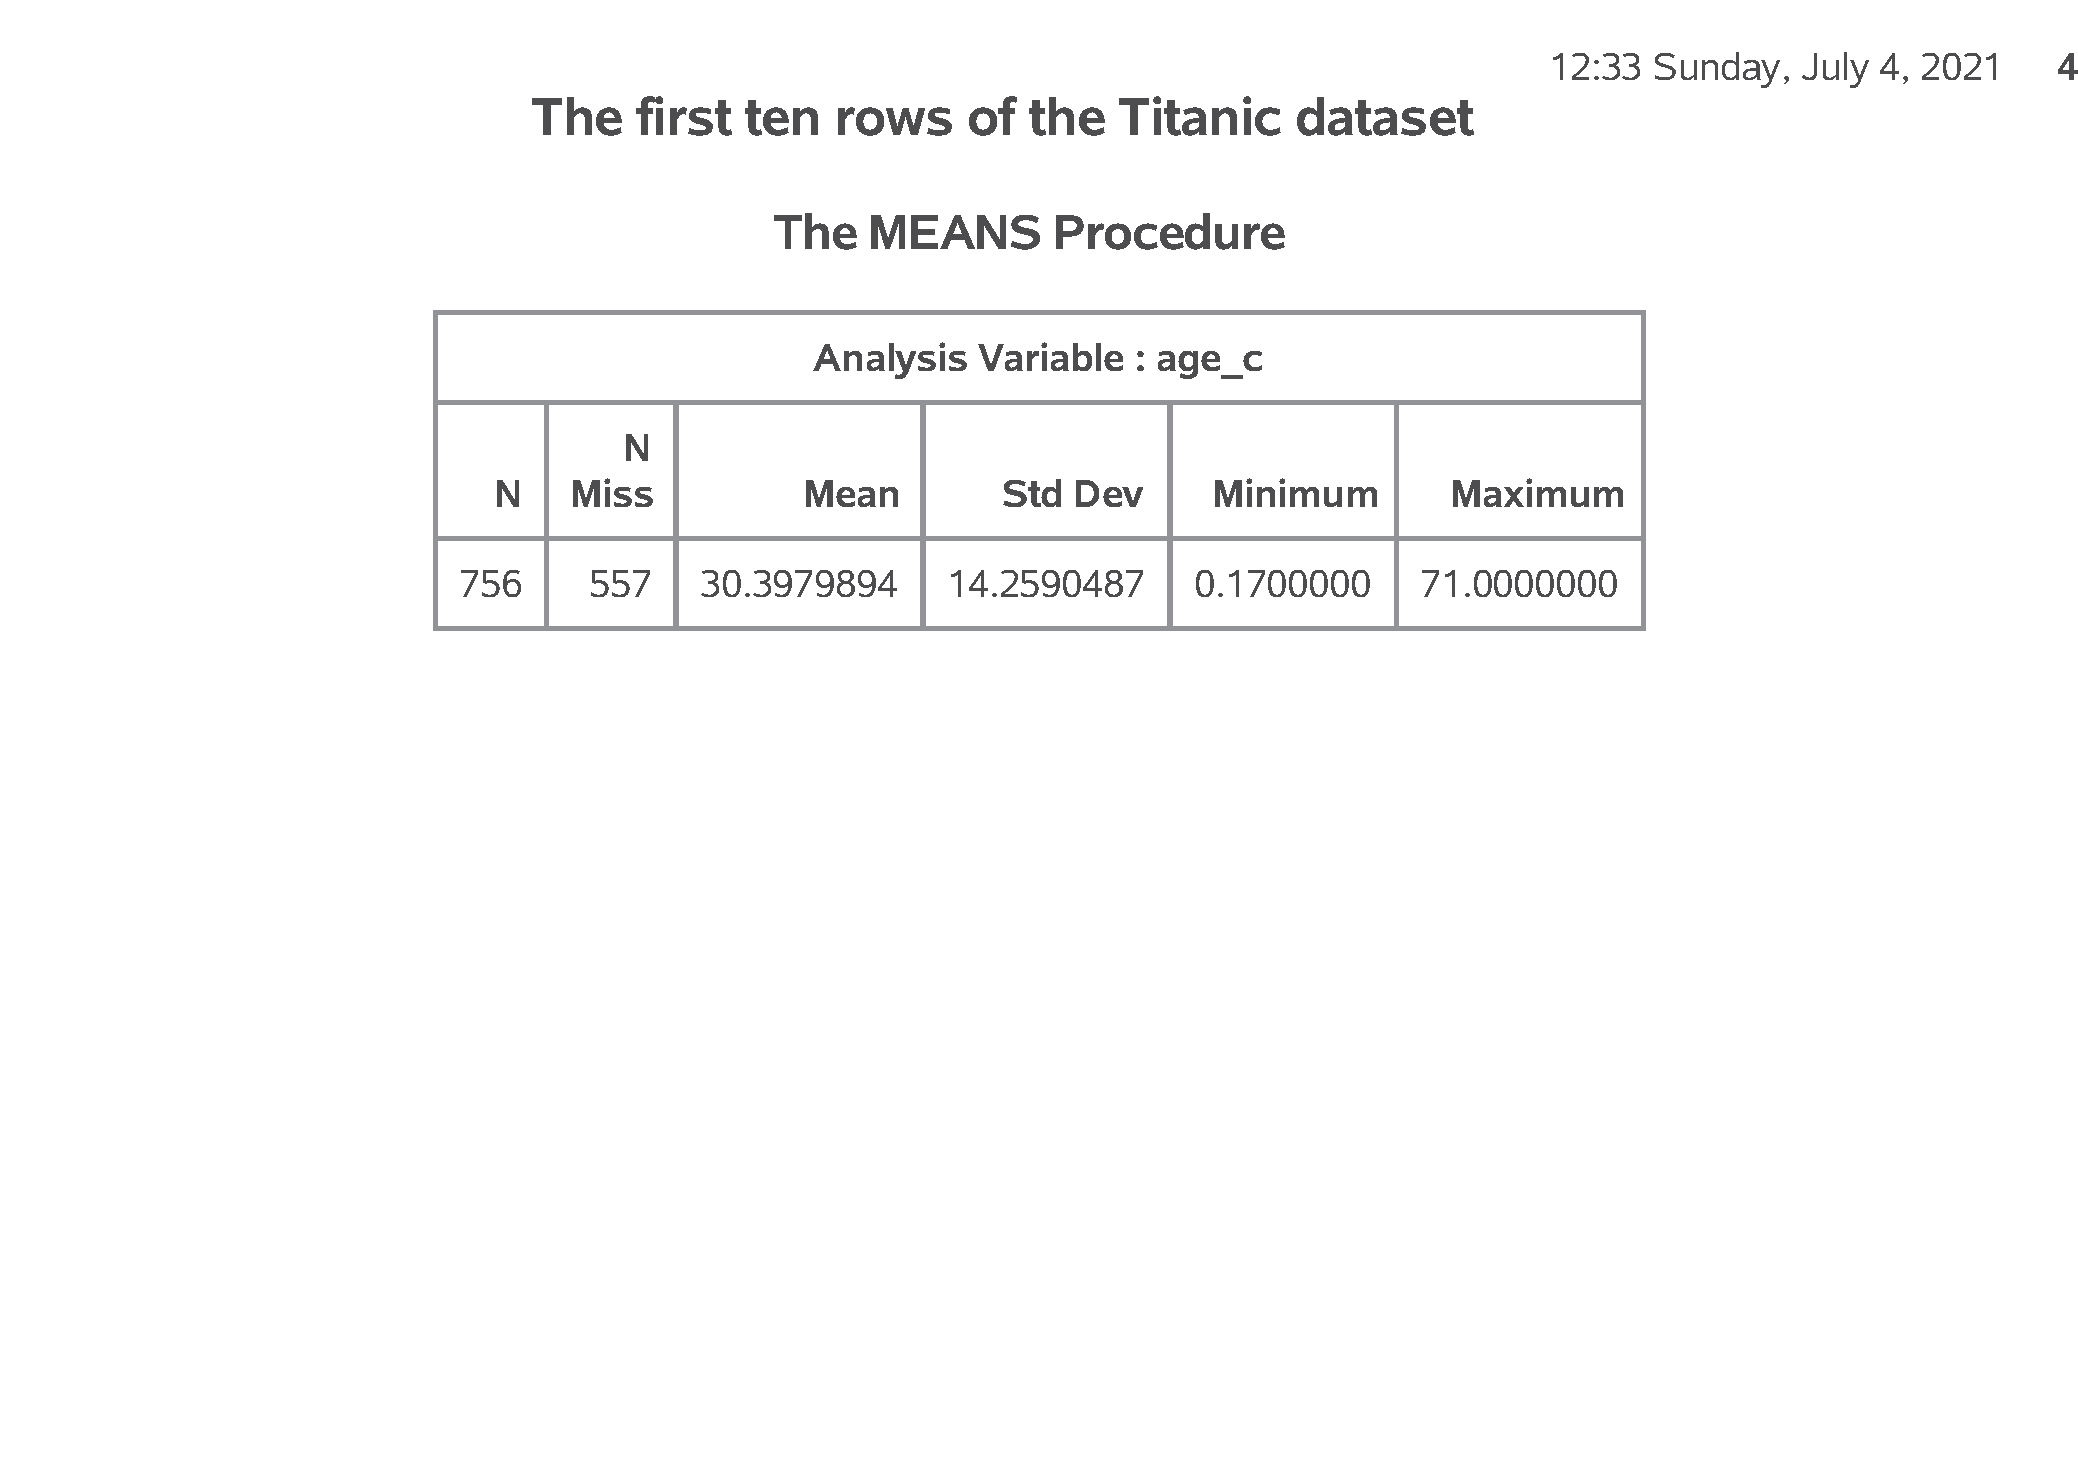 12:33 Sunday, July 4, 2021 4
The first ten rows of the Titanic dataset
The MEANS Procedure
Analysis Variable : age_c
N N Miss Mean Std Dev Minimum Maximum
756 557 30.3979894 14.2590487 0.1700000 71.0000000